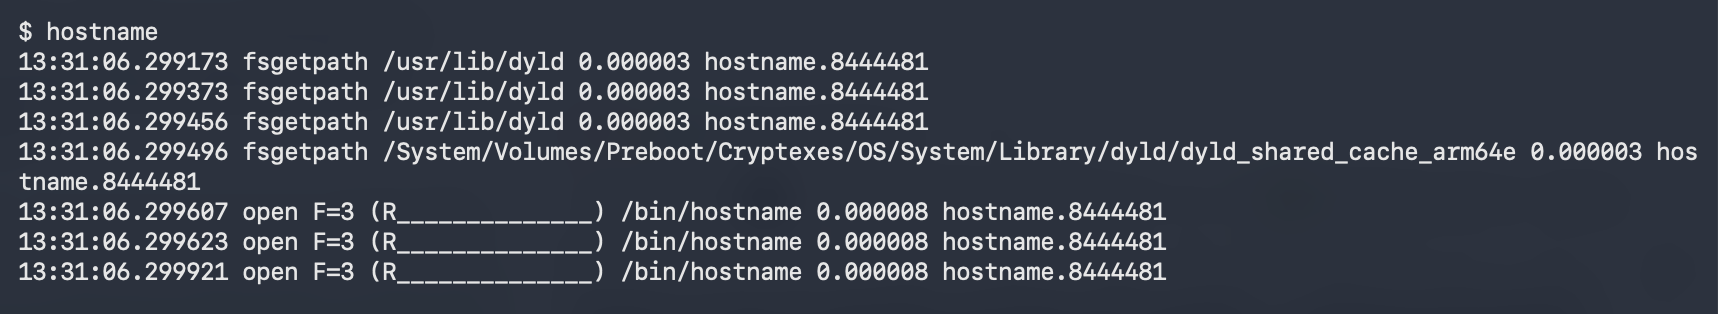 $ hostname
13:31:06.299173 fsgetpath /usr/lib/dyld 0.000003 hostname.8444481
13:31:06.299373 fsgetpath /usr/lib/dyld 0.000003 hostname.8444481
13:31:06.299456 fsgetpath /usr/lib/dyld 0.000003 hostname.8444481
13:31:06.299496 fsgetpath /System/Volumes/Preboot/Cryptexes/OS/System/Library/dyld/dyld_shared_cache_arm64e 0.000003 hos
tname.8444481
13:31:06.299607 open F=3 (R______________) /bin/hostname 0.000008 hostname.8444481
13:31:06.299623 open F=3 (R______________) /bin/hostname 0.000008 hostname.8444481
13:31:06.299921 open F=3 (R______________) /bin/hostname 0.000008 hostname.8444481